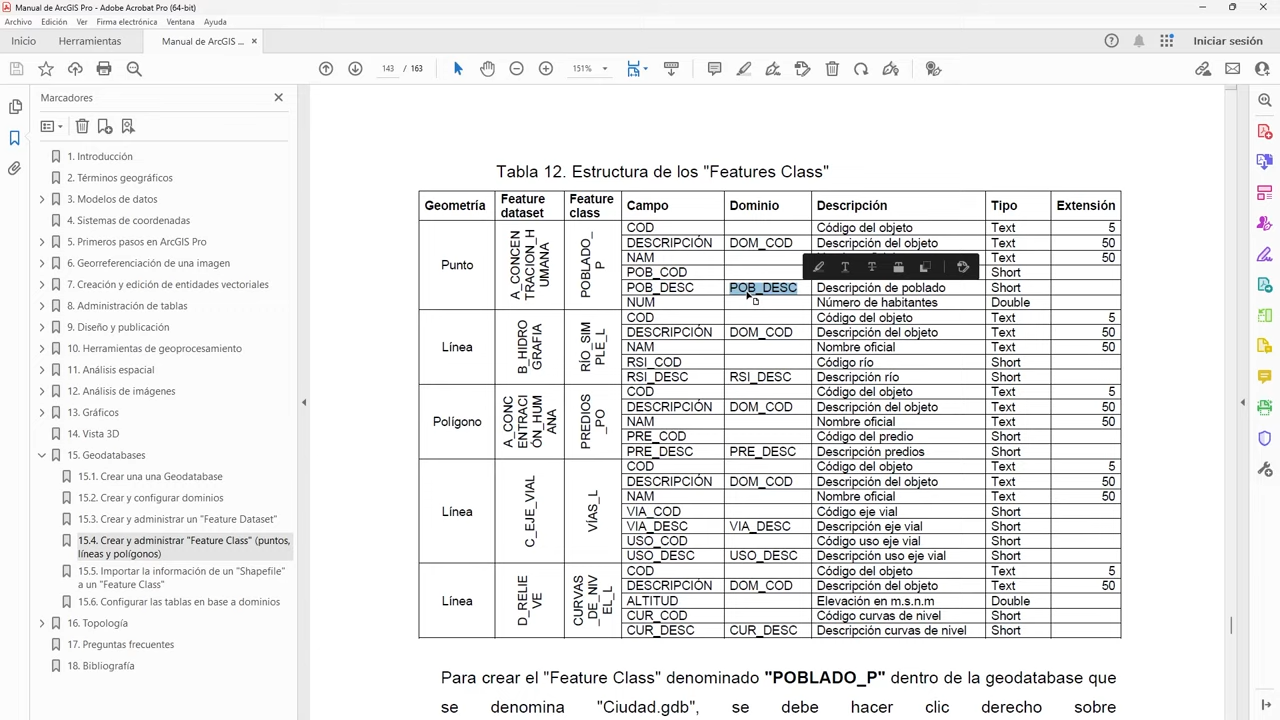 Manual de ArcGIS Pro - Adobe Acrobat Pro (64-bit)
Archivo Edición Ver Firma electrónica Ventana Ayuda
Inicio Herramientas Manual de ArcGIS ... × Iniciar sesión
143 / 163 151%
Marcadores
1. Introducción
2. Términos geográficos
3. Modelos de datos
4. Sistemas de coordenadas
5. Primeros pasos en ArcGIS Pro
6. Georreferenciación de una imagen
7. Creación y edición de entidades vectoriales
8. Administración de tablas
9. Diseño y publicación
10. Herramientas de geoprocesamiento
11. Análisis espacial
12. Análisis de imágenes
13. Gráficos
14. Vista 3D
15. Geodatabases
15.1. Crear una una Geodatabase
15.2. Crear y configurar dominios
15.3. Crear y administrar un "Feature Dataset"
15.4. Crear y administrar "Feature Class" (puntos,
líneas y polígonos)
15.5. Importar la información de un "Shapefile"
a un "Feature Class"
15.6. Configurar las tablas en base a dominios
16. Topología
17. Preguntas frecuentes
18. Bibliografía
Tabla 12. Estructura de los "Features Class"
Geometría Feature dataset Feature class Campo Dominio Descripción Tipo Extensión
Punto A_CONCENTRACION_HUMANA POBLADO_P
COD Código del objeto Text 5
DESCRIPCIÓN DOM_COD Descripción del objeto Text 50
NAM Text 50
POB_COD Short
POB_DESC POB_DESC Descripción de poblado Short
NUM Número de habitantes Double
Línea B_HIDROGRAFIA RÍO_SIMPLE_L
COD Código del objeto Text 5
DESCRIPCIÓN DOM_COD Descripción del objeto Text 50
NAM Nombre oficial Text 50
RSI_COD Código río Short
RSI_DESC RSI_DESC Descripción río Short
Polígono A_CONCENTRACION_HUMANA PREDIOS_PO
COD Código del objeto Text 5
DESCRIPCIÓN DOM_COD Descripción del objeto Text 50
NAM Nombre oficial Text 50
PRE_COD Código del predio Short
PRE_DESC PRE_DESC Descripción predios Short
Línea C_EJE_VIAL VÍAS_L
COD Código del objeto Text 5
DESCRIPCIÓN DOM_COD Descripción del objeto Text 50
NAM Nombre oficial Text 50
VIA_COD Código eje vial Short
VIA_DESC VIA_DESC Descripción eje vial Short
USO_COD Código uso eje vial Short
USO_DESC USO_DESC Descripción uso eje vial Short
Línea D_RELIEVE CURVAS_DE_NIVEL_L
COD Código del objeto Text 5
DESCRIPCIÓN DOM_COD Descripción del objeto Text 50
ALTITUD Elevación en m.s.n.m Double
CUR_COD Código curvas de nivel Short
CUR_DESC CUR_DESC Descripción curvas de nivel Short
Para crear el "Feature Class" denominado "POBLADO_P" dentro de la geodatabase que
se denomina "Ciudad.gdb", se debe hacer clic derecho sobre